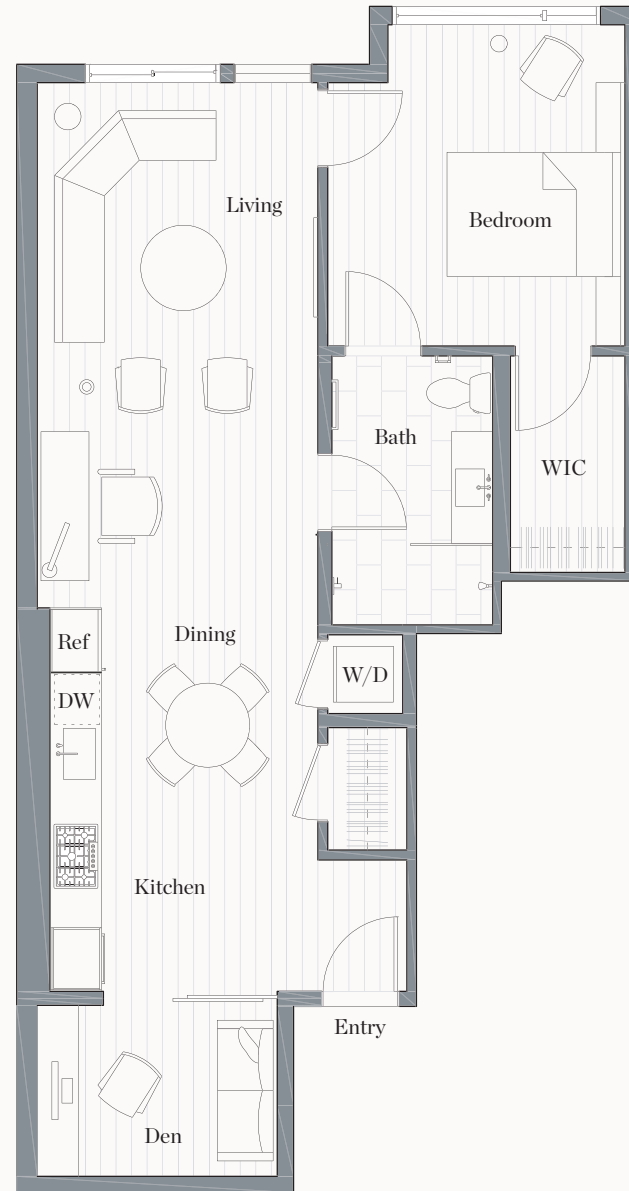 Living
Bedroom
Bath
WIC
Dining
Ref
W/D
DW
Kitchen
Entry
Den